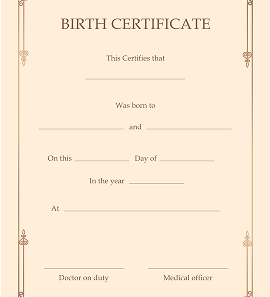 BIRTH CERTIFICATE
This Certifies that
Was born to
and
On this Day of
In the year
At
Doctor on duty Medical officer